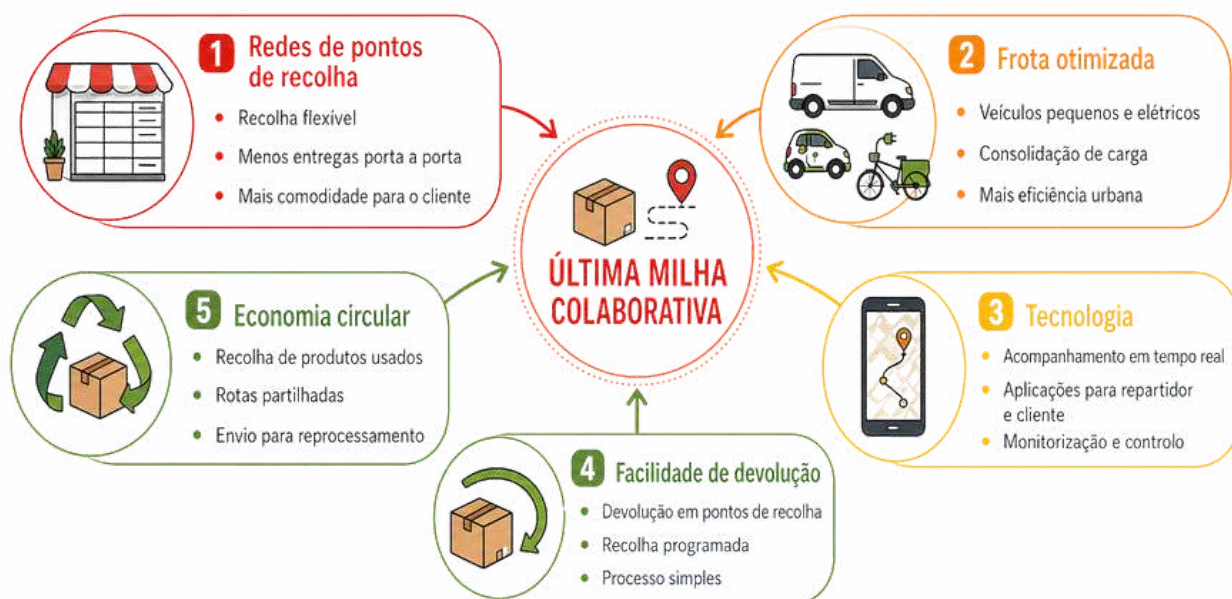 1 Redes de pontos
de recolha
• Recolha flexível
• Menos entregas porta a porta
• Mais comodidade para o cliente
2 Frota otimizada
• Veículos pequenos e elétricos
• Consolidação de carga
• Mais eficiência urbana
ÚLTIMA MILHA
COLABORATIVA
3 Tecnologia
• Acompanhamento em tempo real
• Aplicações para repartidor
e cliente
• Monitorização e controlo
4 Facilidade de devolução
• Devolução em pontos de recolha
• Recolha programada
• Processo simples
5 Economia circular
• Recolha de produtos usados
• Rotas partilhadas
• Envio para reprocessamento